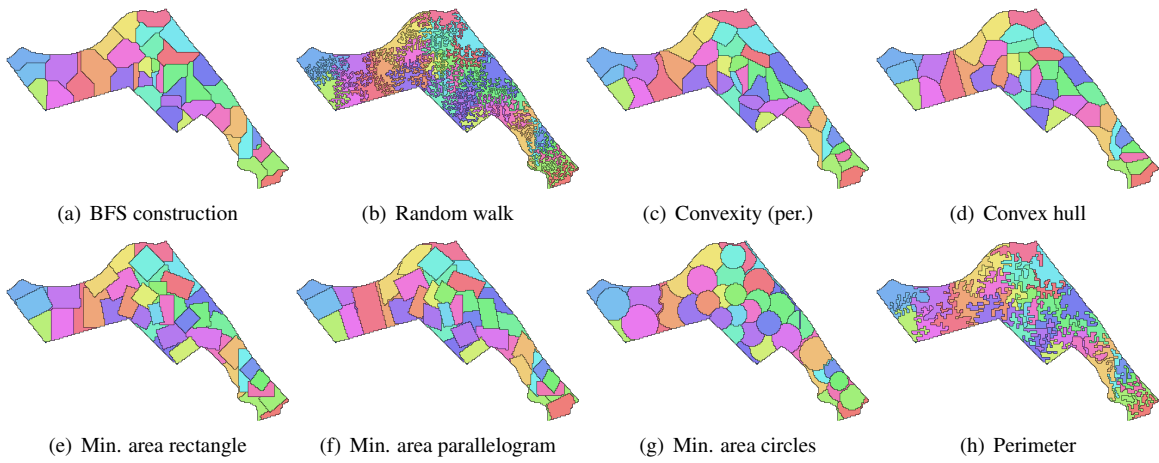 (a) BFS construction
(b) Random walk
(c) Convexity (per.)
(d) Convex hull
(e) Min. area rectangle
(f) Min. area parallelogram
(g) Min. area circles
(h) Perimeter